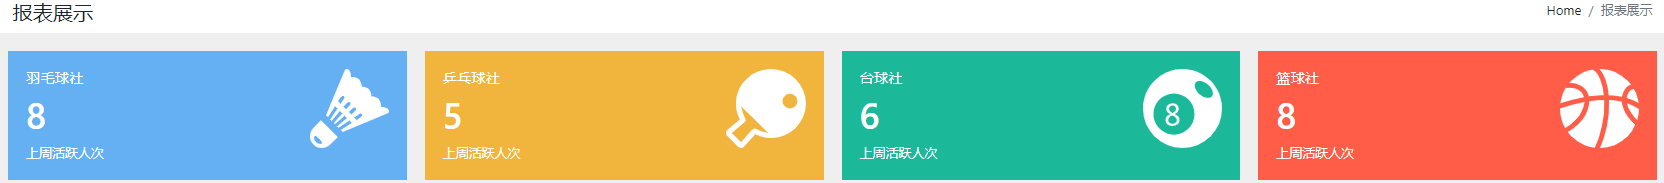 报表展示
Home / 报表展示
羽毛球社
8
上周活跃人次
乒乓球社
5
上周活跃人次
台球社
6
上周活跃人次
8
篮球社
8
上周活跃人次